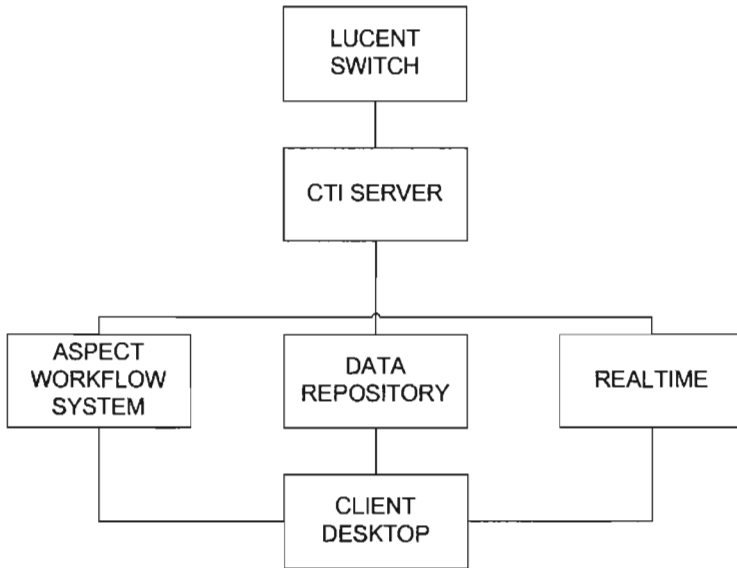 LUCENT
SWITCH
CTI SERVER
ASPECT
WORKFLOW
SYSTEM
DATA
REPOSITORY
REALTIME
CLIENT
DESKTOP